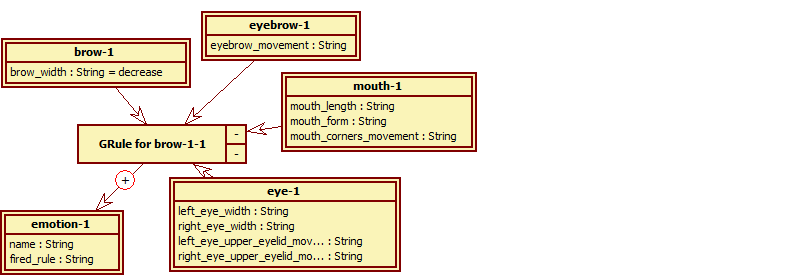 eyebrow-1
eyebrow_movement : String
brow-1
brow_width : String = decrease
mouth-1
mouth_length : String
mouth_form : String
mouth_corners_movement : String
GRule for brow-1-1
-
-
+
eye-1
left_eye_width : String
right_eye_width : String
left_eye_upper_eyelid_mov... : String
right_eye_upper_eyelid_mo... : String
emotion-1
name : String
fired_rule : String